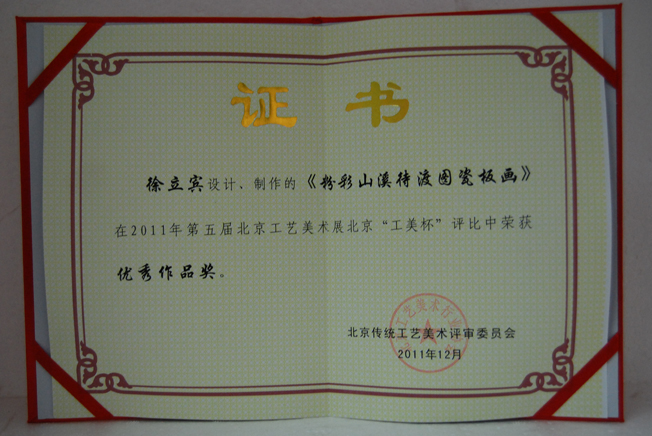 证书
徐立宾设计、制作的《粉彩山溪待渡图瓷板画》
在2011年第五届北京工艺美术展北京“工美杯”评比中荣获
优秀作品奖。
北京传统工艺美术评审委员会
2011年12月